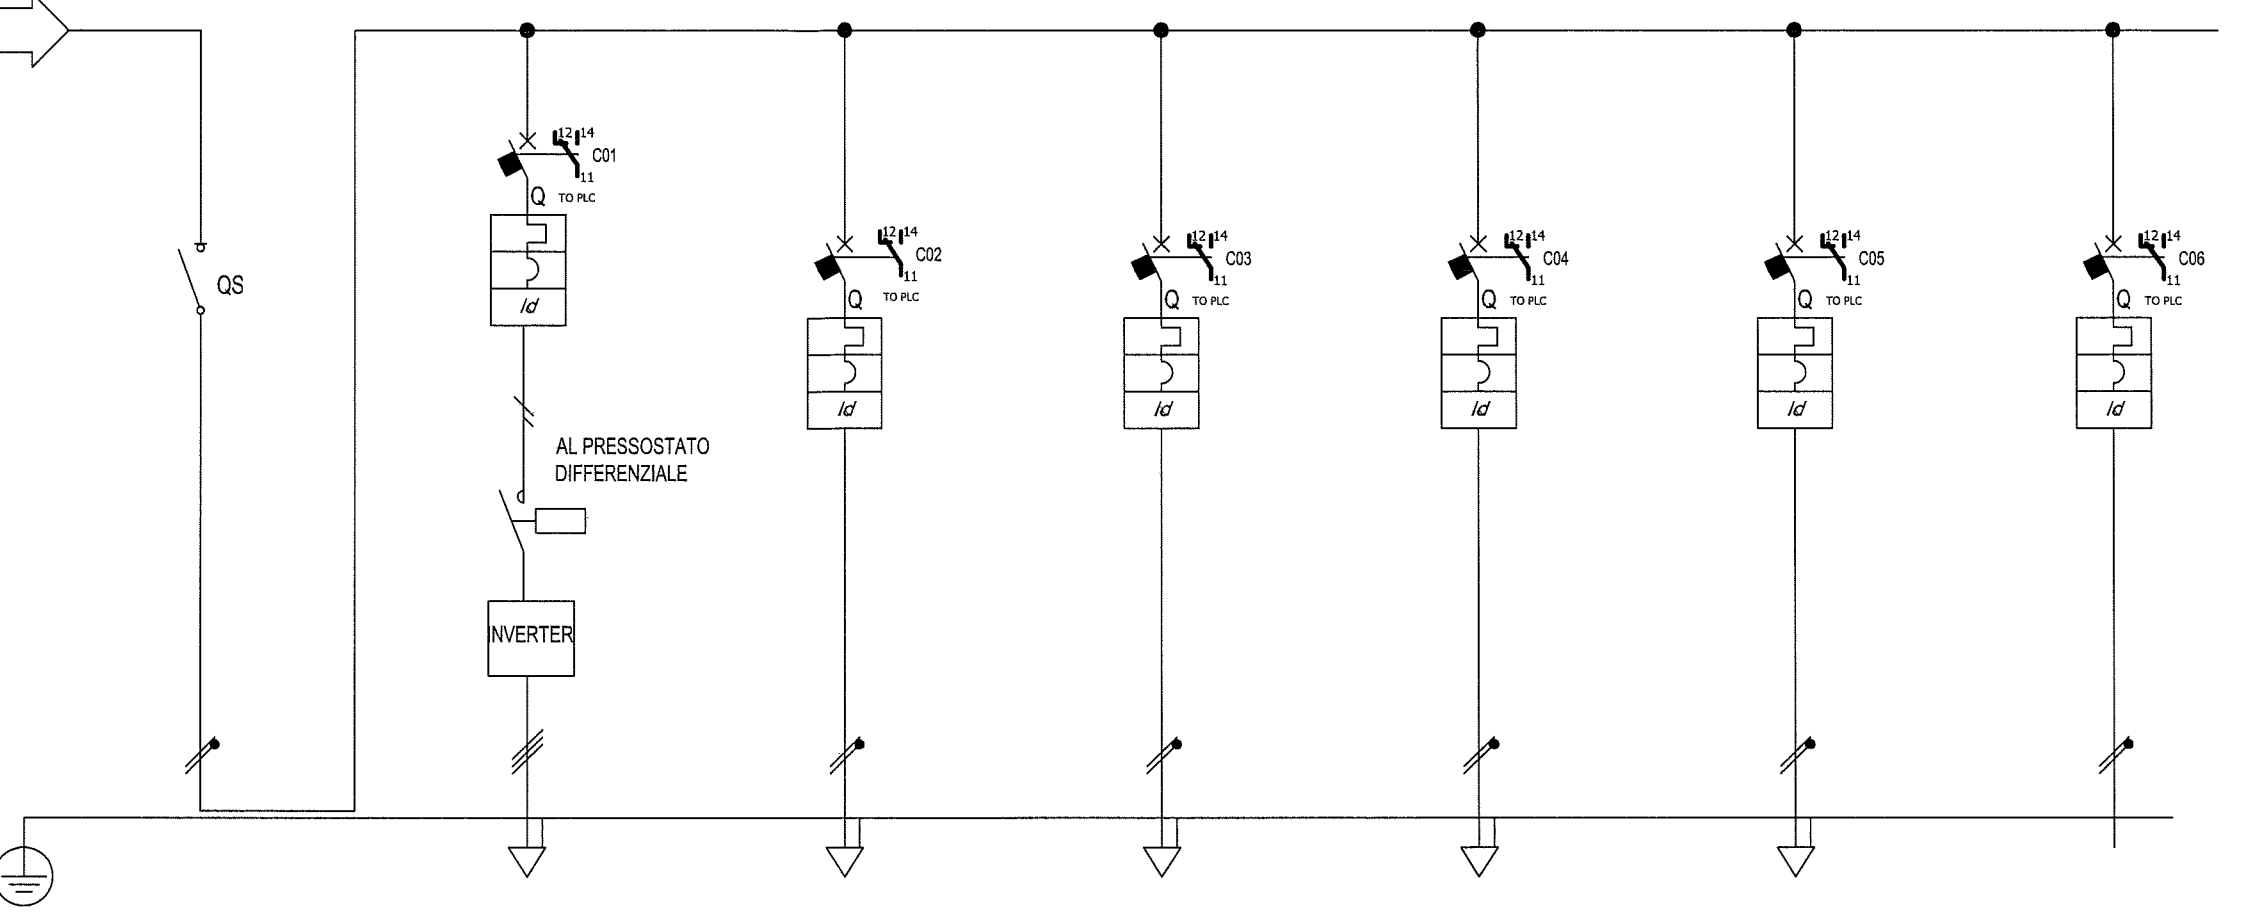 12 14
C01
11
Q TO PLC
Id
QS
AL PRESSOSTATO
DIFFERENZIALE
INVERTER
12 14
C02
11
Q TO PLC
Id
12 14
C03
11
Q TO PLC
Id
12 14
C04
11
Q TO PLC
Id
12 14
C05
11
Q TO PLC
Id
12 14
C06
11
Q TO PLC
Id